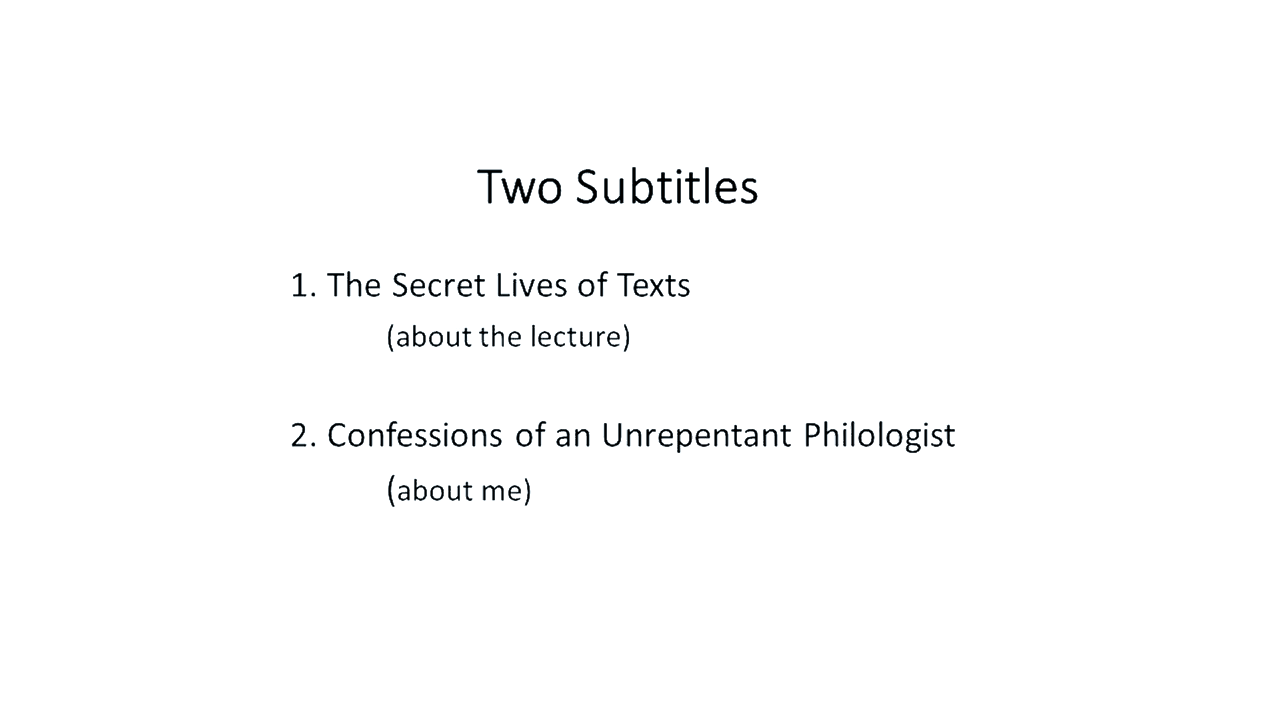 Two Subtitles
1. The Secret Lives of Texts
(about the lecture)
2. Confessions of an Unrepentant Philologist
(about me)